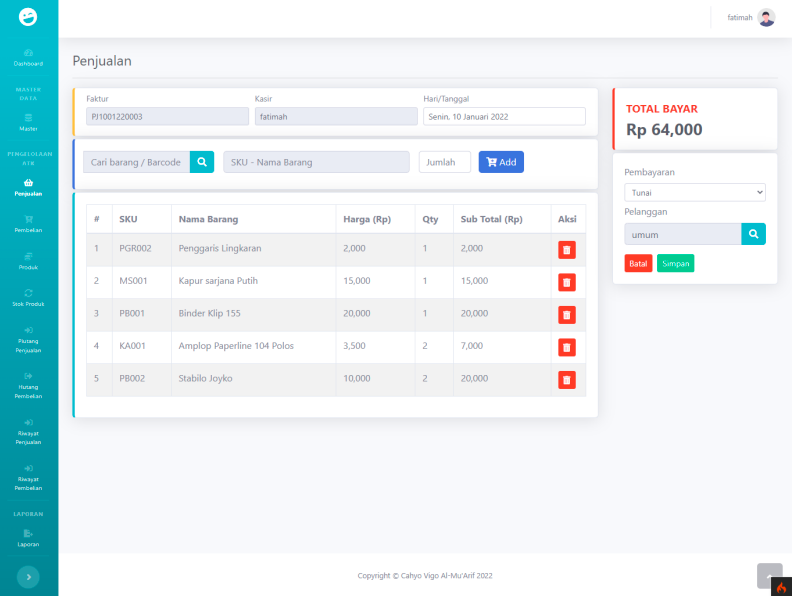 fatimah
Dashboard
MASTER
DATA
Master
PENGELOLAAN
ATK
Penjualan
Pembelian
Produk
Stok Produk
Piutang
Penjualan
Hutang
Pembelian
Riwayat
Penjualan
Riwayat
Pembelian
LAPORAN
Laporan
Penjualan
Faktur Kasir Hari/Tanggal
PJ1001220003 fatimah Senin, 10 Januari 2022
Cari barang / Barcode SKU - Nama Barang Jumlah Add
# SKU Nama Barang Harga (Rp) Qty Sub Total (Rp) Aksi
1 PGR002 Penggaris Lingkaran 2,000 1 2,000
2 MS001 Kapur sarjana Putih 15,000 1 15,000
3 PB001 Binder Klip 155 20,000 1 20,000
4 KA001 Amplop Paperline 104 Polos 3,500 2 7,000
5 PB002 Stabilo Joyko 10,000 2 20,000
TOTAL BAYAR
Rp 64,000
Pembayaran
Tunai
Pelanggan
umum
Batal Simpan
Copyright © Cahyo Vigo Al-Mu'Arif 2022